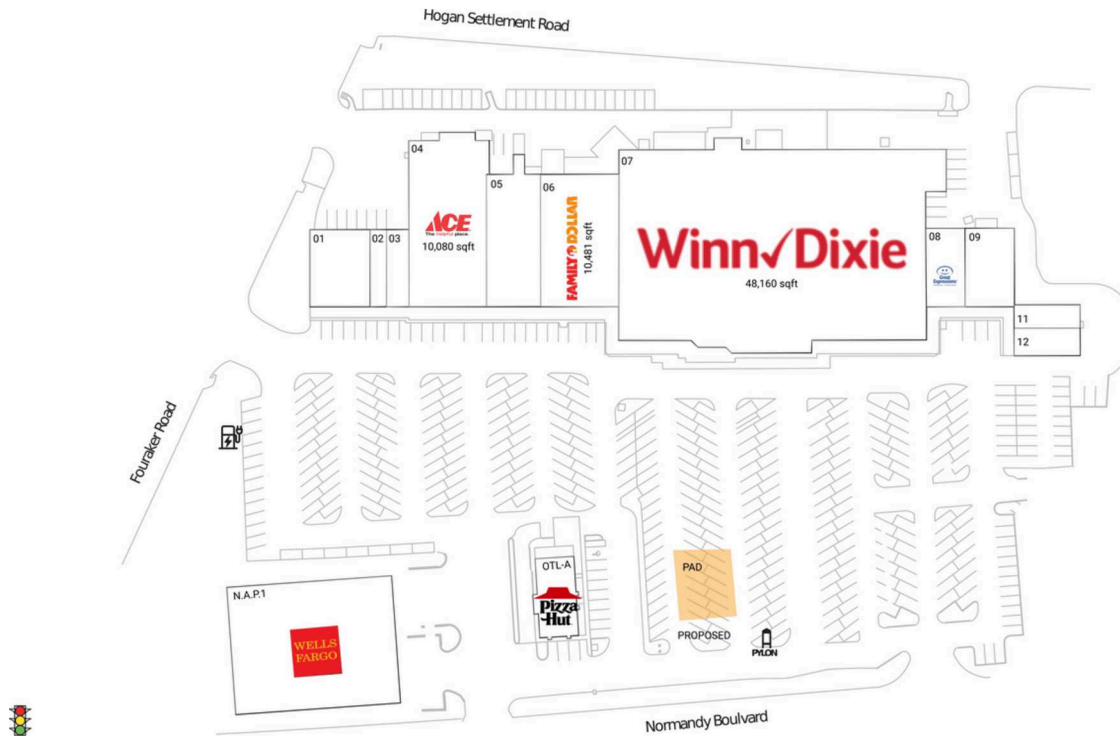 Hogan Settlement Road
04
ACE
The helpful place.
10,080 sqft
05
06
FAMILY DOLLAR
10,481 sqft
07
Winn Dixie
48,160 sqft
01
02
03
08
Great
Expressions
09
11
12
Fouraker Road
N.A.P.1
WELLS
FARGO
OTL-A
Pizza
Hut
PAD
PROPOSED
PYLON
Normandy Boulvard